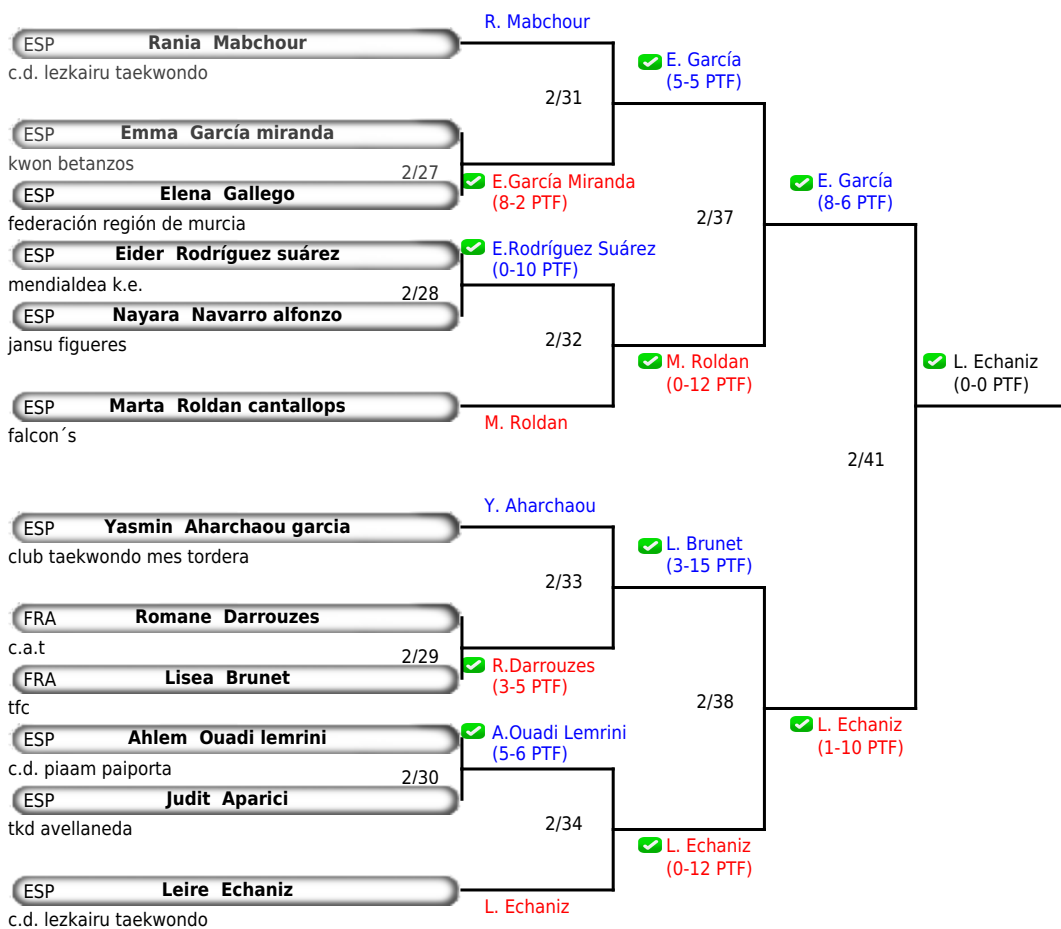 R. Mabchour
ESP Rania Mabchour
c.d. lezkairu taekwondo
E. García
(5-5 PTF)
2/31
ESP Emma García miranda
kwon betanzos
2/27
E.García Miranda
(8-2 PTF)
ESP Elena Gallego
federación región de murcia
E. García
(8-6 PTF)
2/37
ESP Eider Rodríguez suárez
mendialdea k.e.
E.Rodríguez Suárez
(0-10 PTF)
2/28
ESP Nayara Navarro alfonzo
jansu figueres
2/32
M. Roldan
(0-12 PTF)
L. Echaniz
(0-0 PTF)
ESP Marta Roldan cantallops
falcon´s
M. Roldan
2/41
Y. Aharchaou
ESP Yasmin Aharchaou garcia
club taekwondo mes tordera
L. Brunet
(3-15 PTF)
2/33
FRA Romane Darrouzes
c.a.t
2/29
R.Darrouzes
(3-5 PTF)
FRA Lisea Brunet
tfc
2/38
L. Echaniz
(1-10 PTF)
ESP Ahlem Ouadi lemrini
c.d. piaam paiporta
A.Ouadi Lemrini
(5-6 PTF)
2/30
ESP Judit Aparici
tkd avellaneda
2/34
L. Echaniz
(0-12 PTF)
ESP Leire Echaniz
c.d. lezkairu taekwondo
L. Echaniz